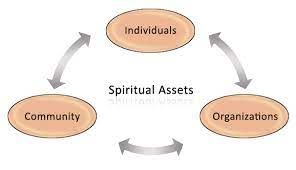 Individuals
Spiritual Assets
Community
Organizations